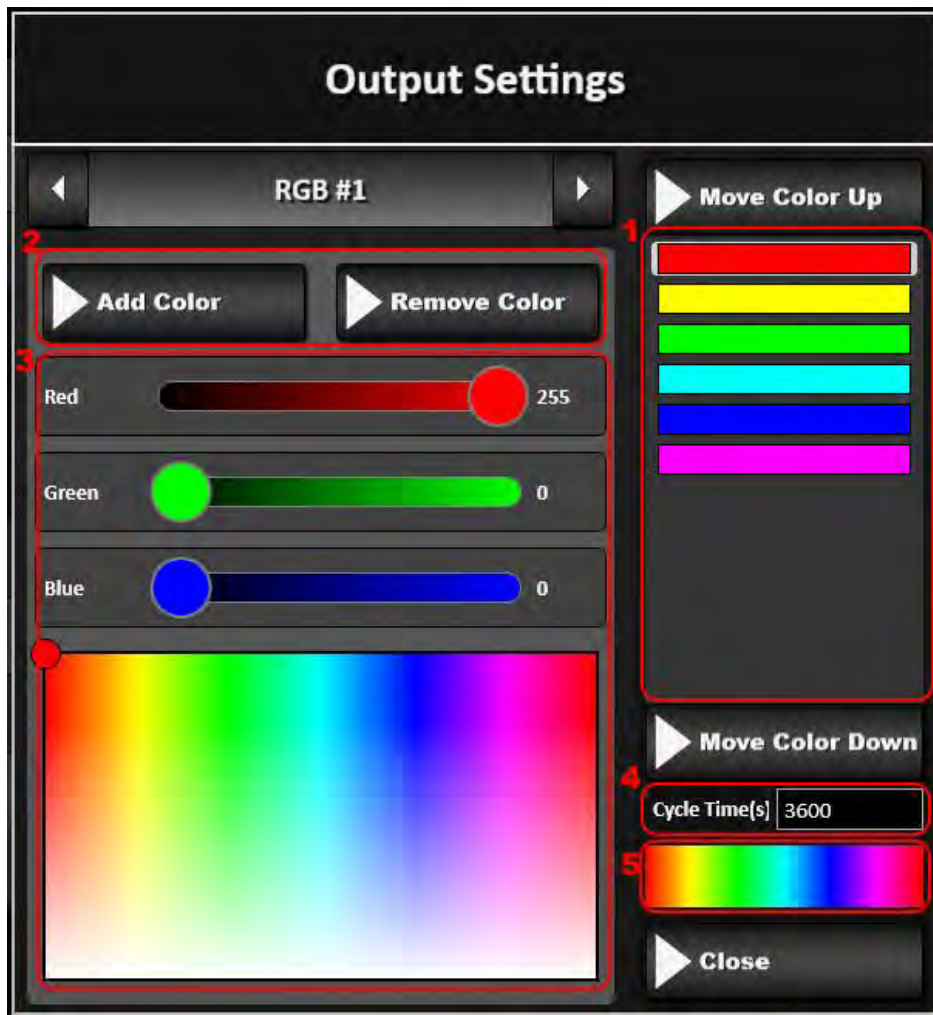 Output Settings
RGB #1
Move Color Up
1
2
Add Color
Remove Color
3
Red
255
Green
0
Blue
0
Move Color Down
4
Cycle Time(s)
3600
5
Close